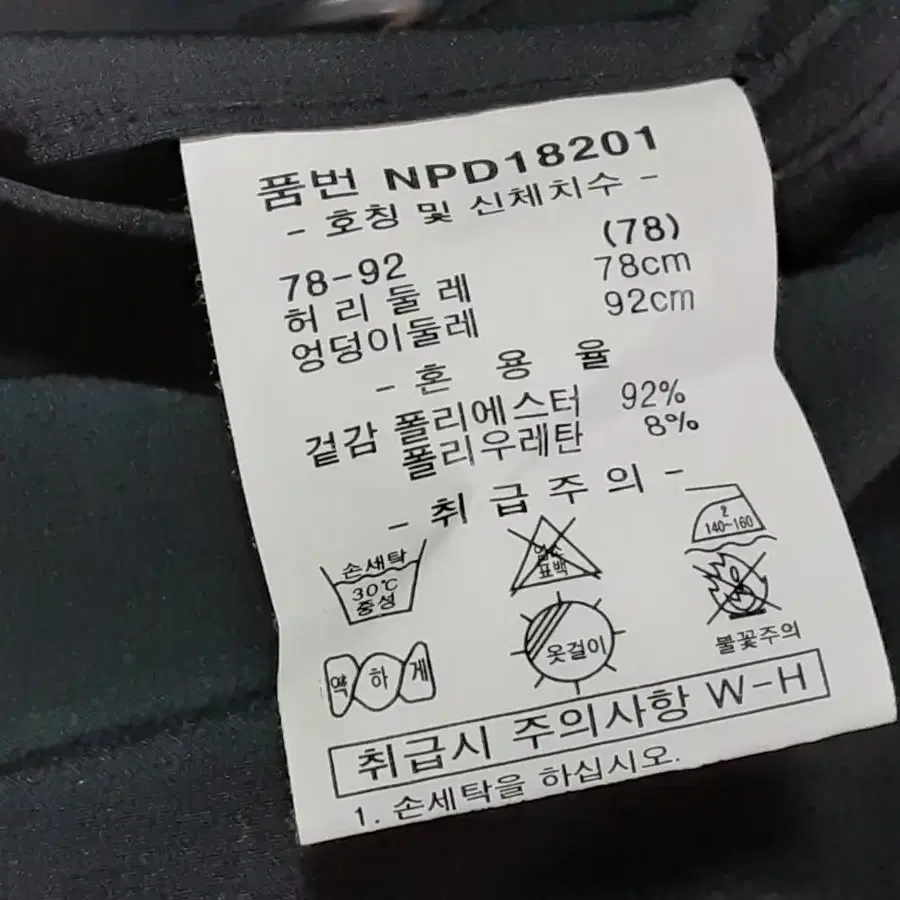 품번 NPD18201
- 호칭 및 신체치수 -
78-92 (78)
허리둘레 78cm
엉덩이둘레 92cm
- 혼 용 율
겉감 폴리에스터 92%
폴리우레탄 8%
- 취 급 주 의 -
손세탁
30℃
중성
염소
표백
2
140~160
약 하 게
옷걸이
불꽃주의
취급시 주의사항 W-H
1. 손세탁을 하십시오.